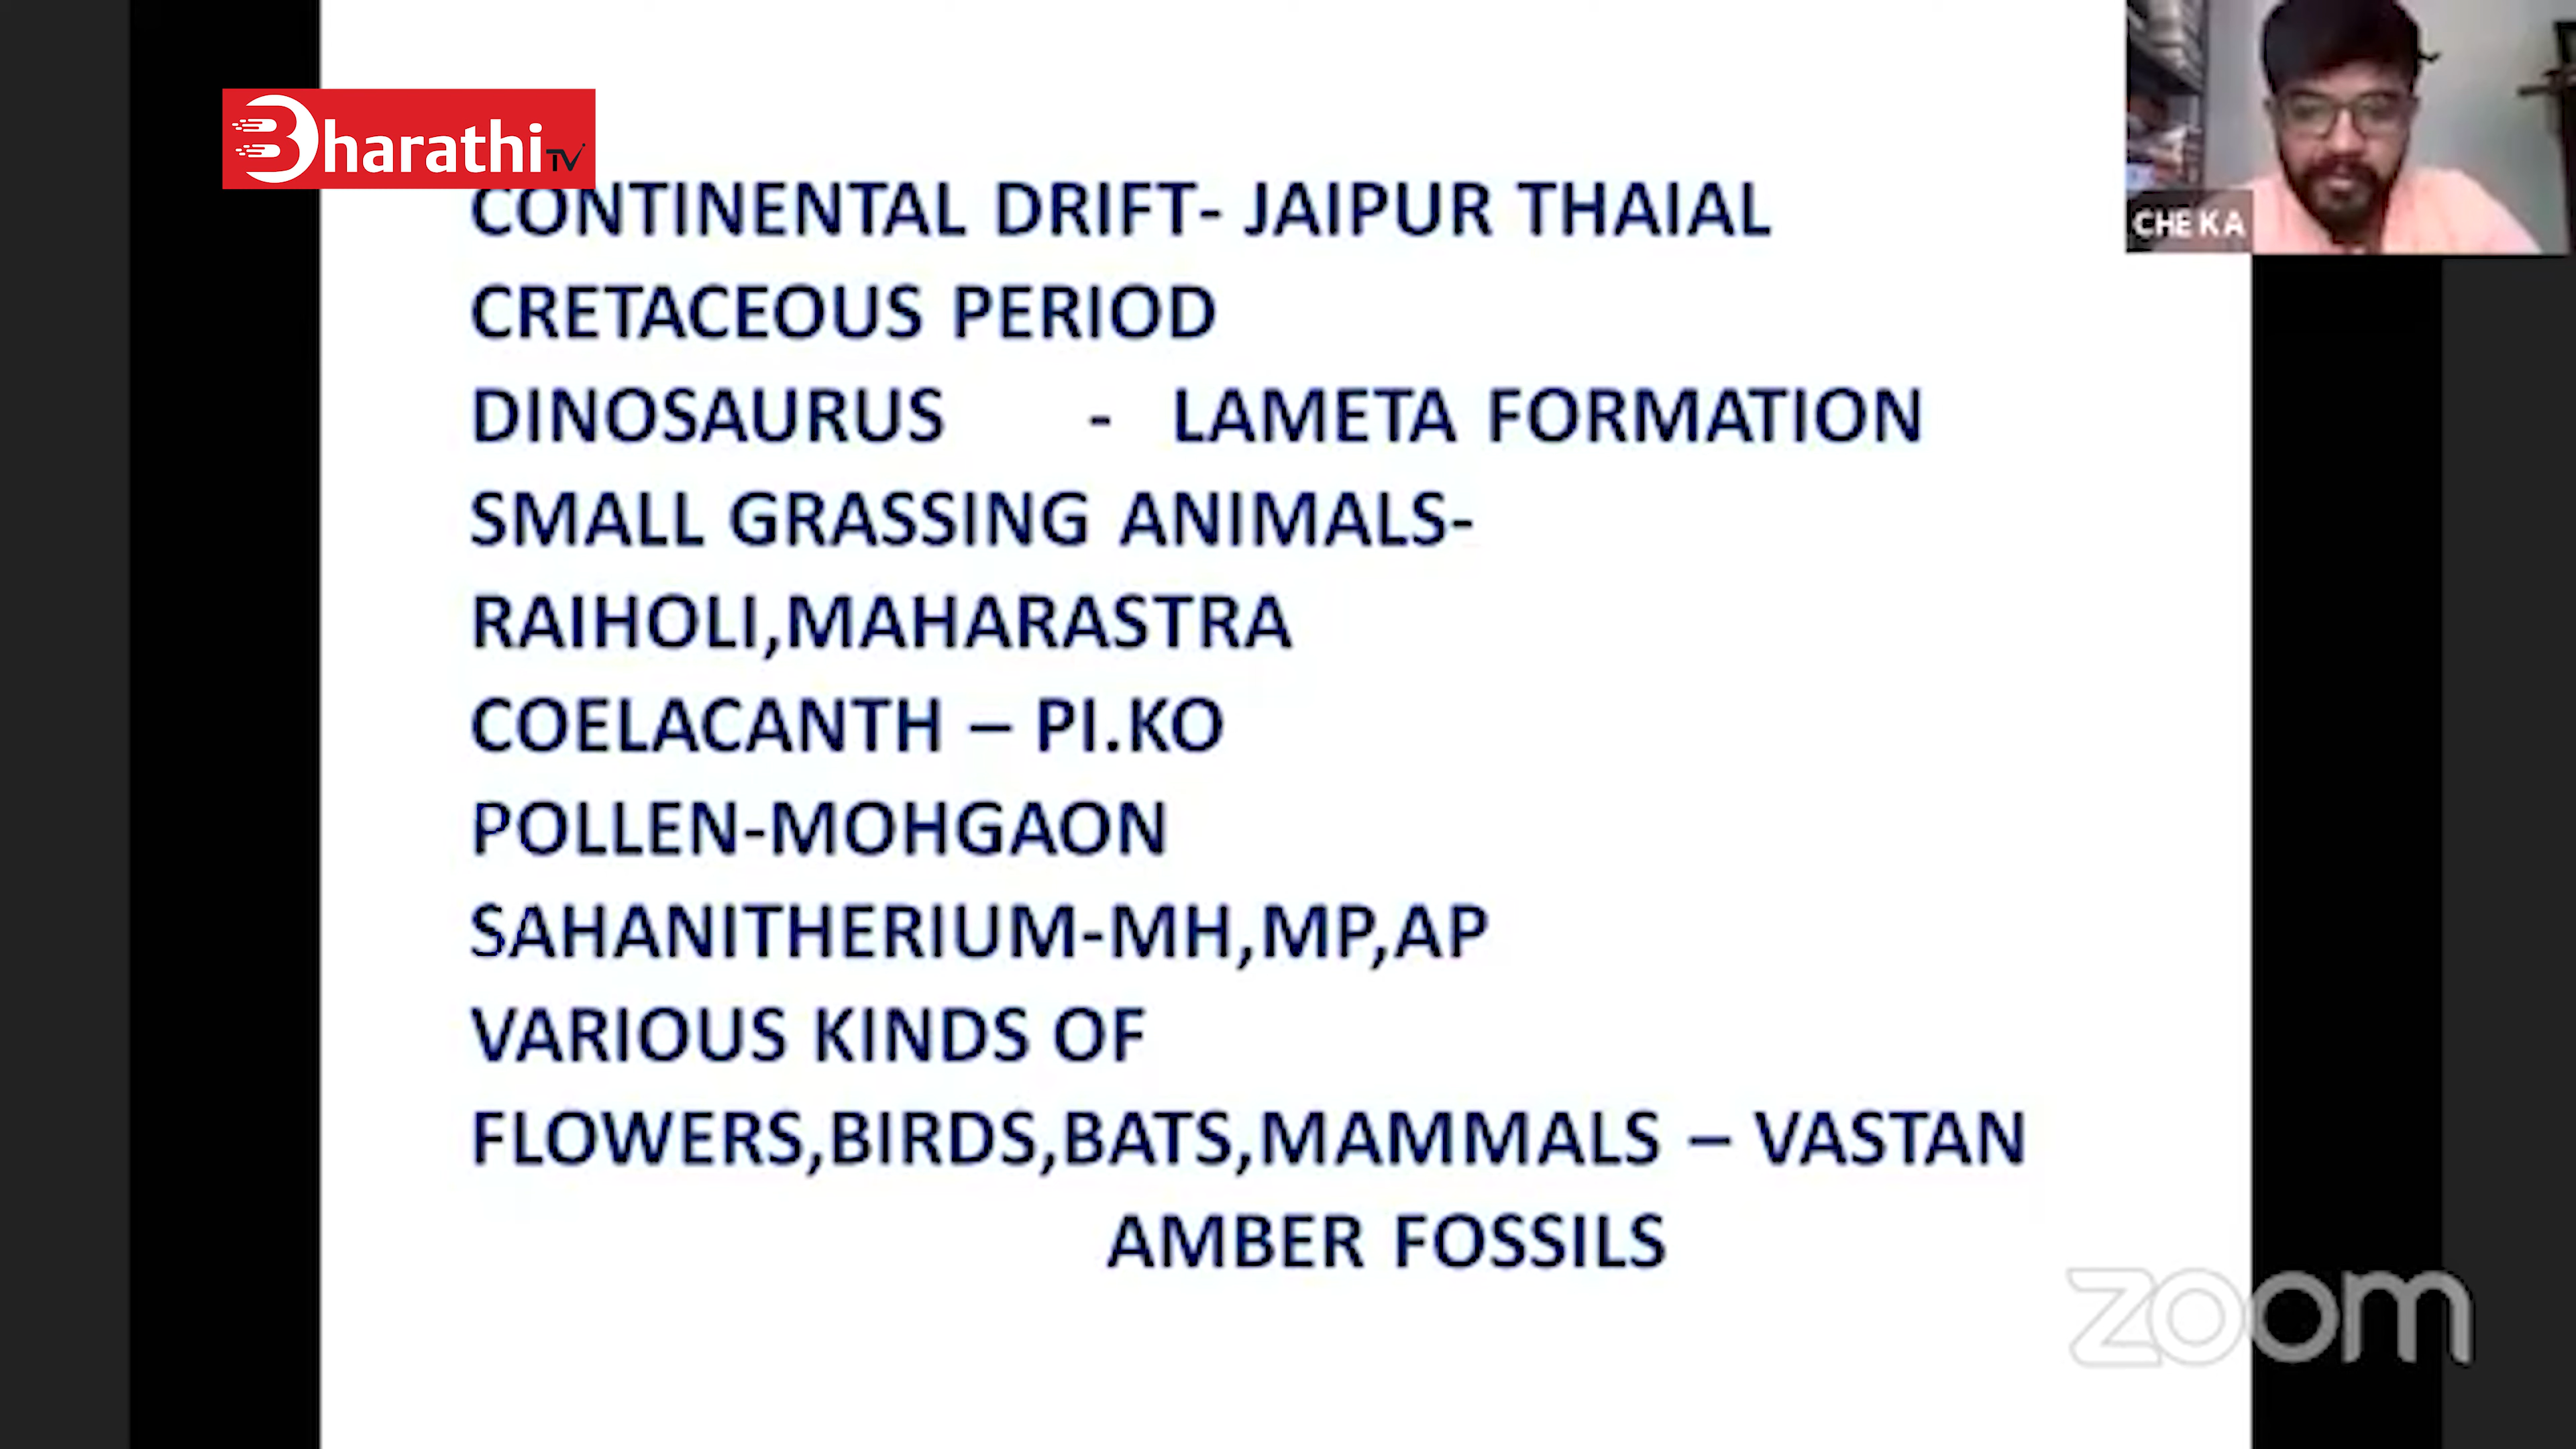 Bharathi TV
CONTINENTAL DRIFT- JAIPUR THAIAL
CRETACEOUS PERIOD
DINOSAURUS - LAMETA FORMATION
SMALL GRASSING ANIMALS-
RAIHOLI,MAHARASTRA
COELACANTH – PI.KO
POLLEN-MOHGAON
SAHANITHERIUM-MH,MP,AP
VARIOUS KINDS OF
FLOWERS,BIRDS,BATS,MAMMALS – VASTAN
AMBER FOSSILS
CHE K A
zoom